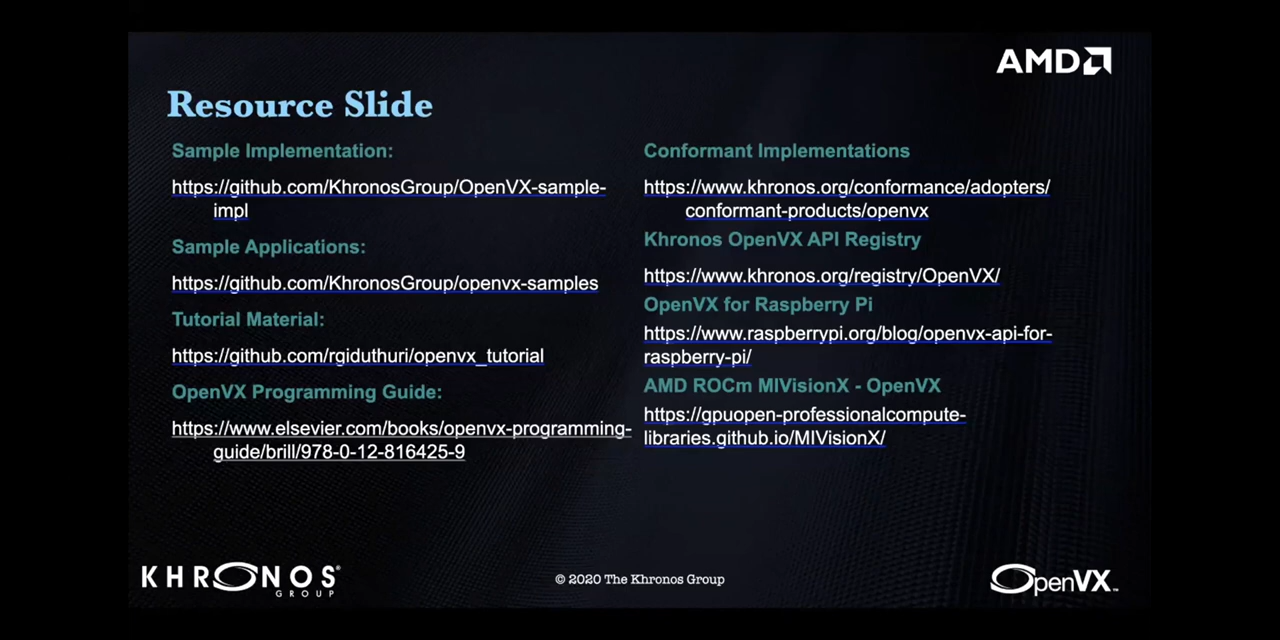 AMD
Resource Slide
Sample Implementation:
https://github.com/KhronosGroup/OpenVX-sample-
impl
Sample Applications:
https://github.com/KhronosGroup/openvx-samples
Tutorial Material:
https://github.com/rgiduthuri/openvx_tutorial
OpenVX Programming Guide:
https://www.elsevier.com/books/openvx-programming-
guide/brill/978-0-12-816425-9
Conformant Implementations
https://www.khronos.org/conformance/adopters/
conformant-products/openvx
Khronos OpenVX API Registry
https://www.khronos.org/registry/OpenVX/
OpenVX for Raspberry Pi
https://www.raspberrypi.org/blog/openvx-api-for-
raspberry-pi/
AMD ROCm MIVisionX - OpenVX
https://gpuopen-professionalcompute-
libraries.github.io/MIVisionX/
KHRONOS®
GROUP
© 2020 The Khronos Group
OpenVX™